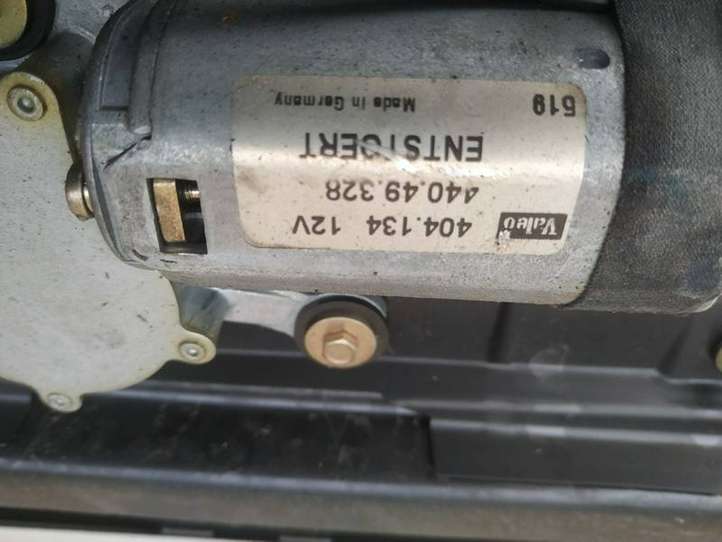 Valeo
404.134 12V
440.49.328
ENTSTOERT
519 Made in Germany